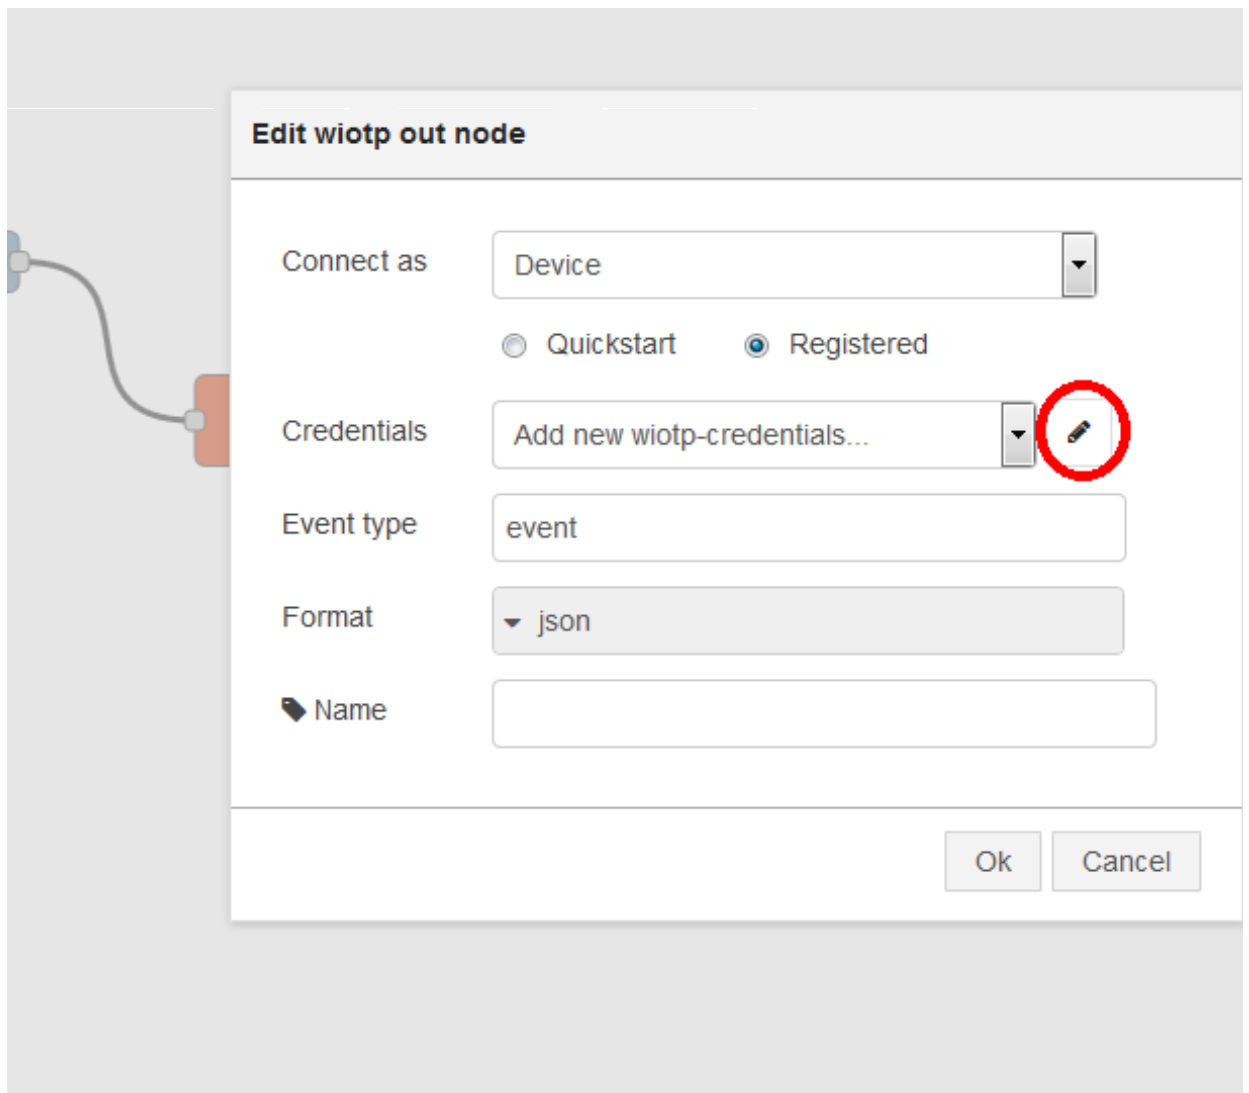 Edit wiotp out node
Connect as
Device
Quickstart
Registered
Credentials
Add new wiotp-credentials...
Event type
event
Format
json
Name
Ok
Cancel